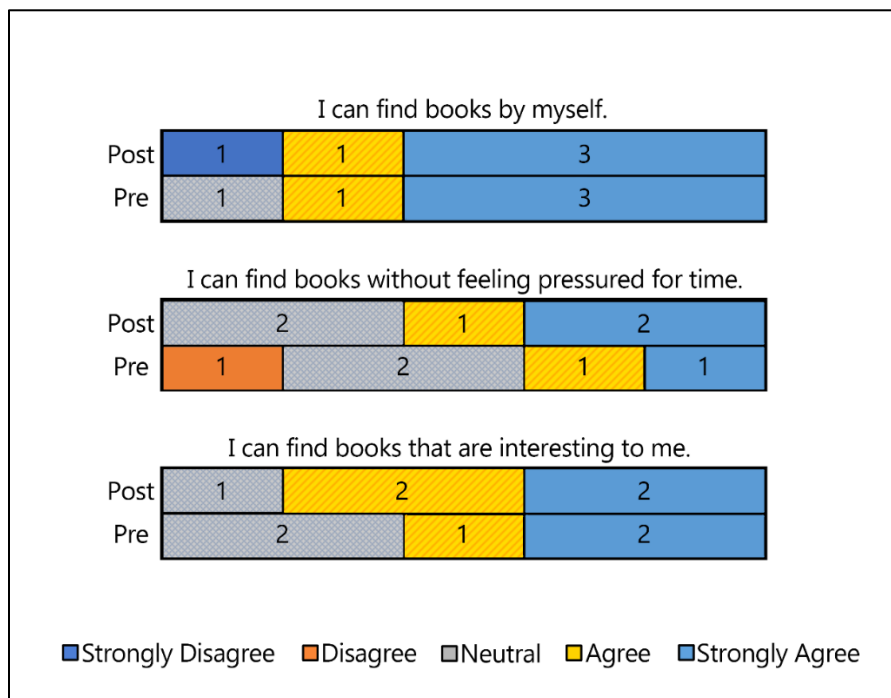 I can find books by myself.
Post 1 1 3
Pre 1 1 3
I can find books without feeling pressured for time.
Post 2 1 2
Pre 1 2 1 1
I can find books that are interesting to me.
Post 1 2 2
Pre 2 1 2
Strongly Disagree Disagree Neutral Agree Strongly Agree